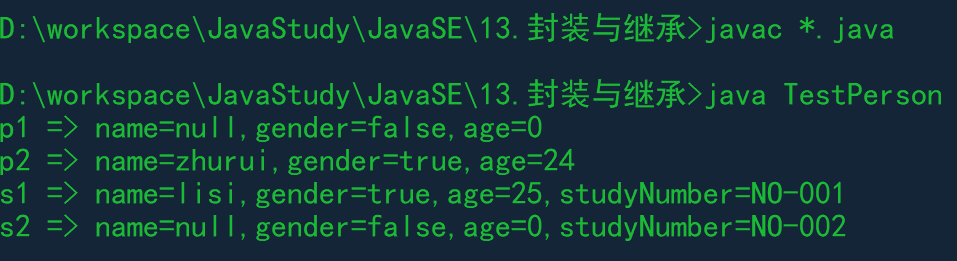 D:\workspace\JavaStudy\JavaSE\13.封装与继承>javac *.java
D:\workspace\JavaStudy\JavaSE\13.封装与继承>java TestPerson
p1 => name=null,gender=false,age=0
p2 => name=zhurui,gender=true,age=24
s1 => name=lisi,gender=true,age=25,studyNumber=NO-001
s2 => name=null,gender=false,age=0,studyNumber=NO-002